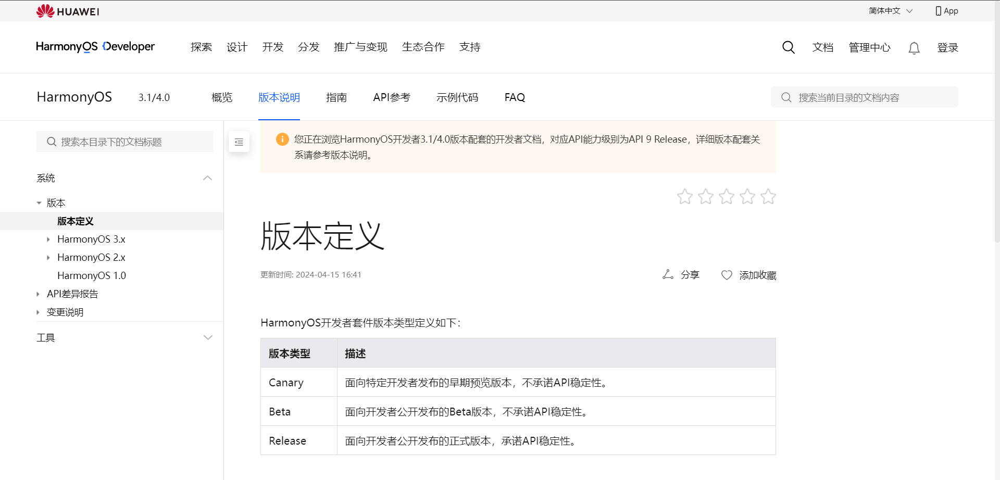 HUAWEI
简体中文
App
HarmonyOS Developer
探索
设计
开发
分发
推广与变现
生态合作
支持
文档
管理中心
登录
HarmonyOS
3.1/4.0
概览
版本说明
指南
API参考
示例代码
FAQ
搜索当前目录的文档内容
搜索本目录下的文档标题
系统
版本
版本定义
HarmonyOS 3.x
HarmonyOS 2.x
HarmonyOS 1.0
API差异报告
变更说明
工具
您正在浏览HarmonyOS开发者3.1/4.0版本配套的开发者文档，对应API能力级别为API 9 Release，详细版本配套关
系请参考版本说明。
版本定义
更新时间: 2024-04-15 16:41
分享
添加收藏
HarmonyOS开发者套件版本类型定义如下：
版本类型
描述
Canary
面向特定开发者发布的早期预览版本，不承诺API稳定性。
Beta
面向开发者公开发布的Beta版本，不承诺API稳定性。
Release
面向开发者公开发布的正式版本，承诺API稳定性。